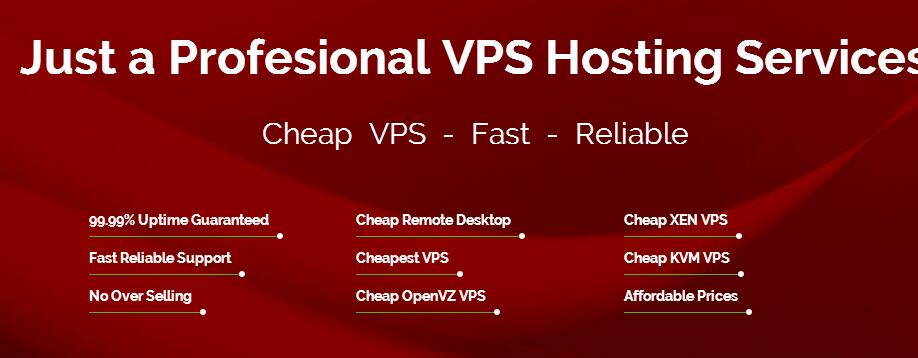 Just a Profesional VPS Hosting Services
Cheap VPS - Fast - Reliable
99.99% Uptime Guaranteed
Fast Reliable Support
No Over Selling
Cheap Remote Desktop
Cheapest VPS
Cheap OpenVZ VPS
Cheap XEN VPS
Cheap KVM VPS
Affordable Prices